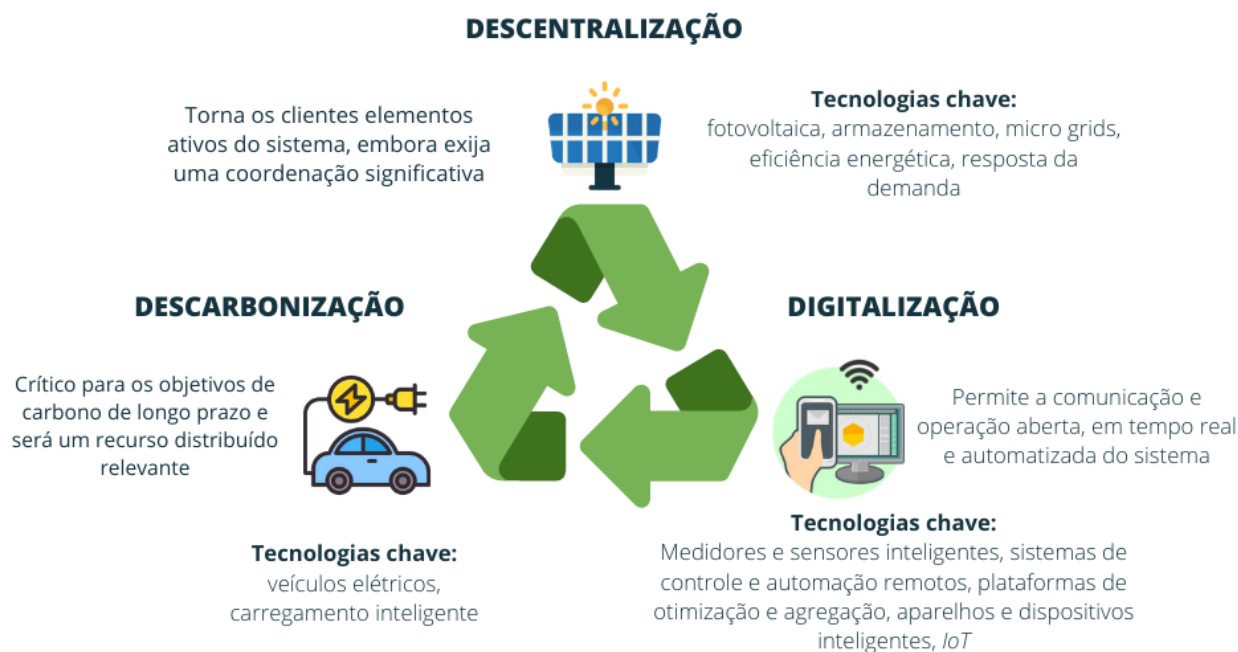 DESCENTRALIZAÇÃO
Torna os clientes elementos
ativos do sistema, embora exija
uma coordenação significativa
Tecnologias chave:
fotovoltaica, armazenamento, micro grids,
eficiência energética, resposta da
demanda
DESCARBONIZAÇÃO
Crítico para os objetivos de
carbono de longo prazo e
será um recurso distribuído
relevante
Tecnologias chave:
veículos elétricos,
carregamento inteligente
DIGITALIZAÇÃO
Permite a comunicação e
operação aberta, em tempo real
e automatizada do sistema
Tecnologias chave:
Medidores e sensores inteligentes, sistemas de
controle e automação remotos, plataformas de
otimização e agregação, aparelhos e dispositivos
inteligentes, IoT